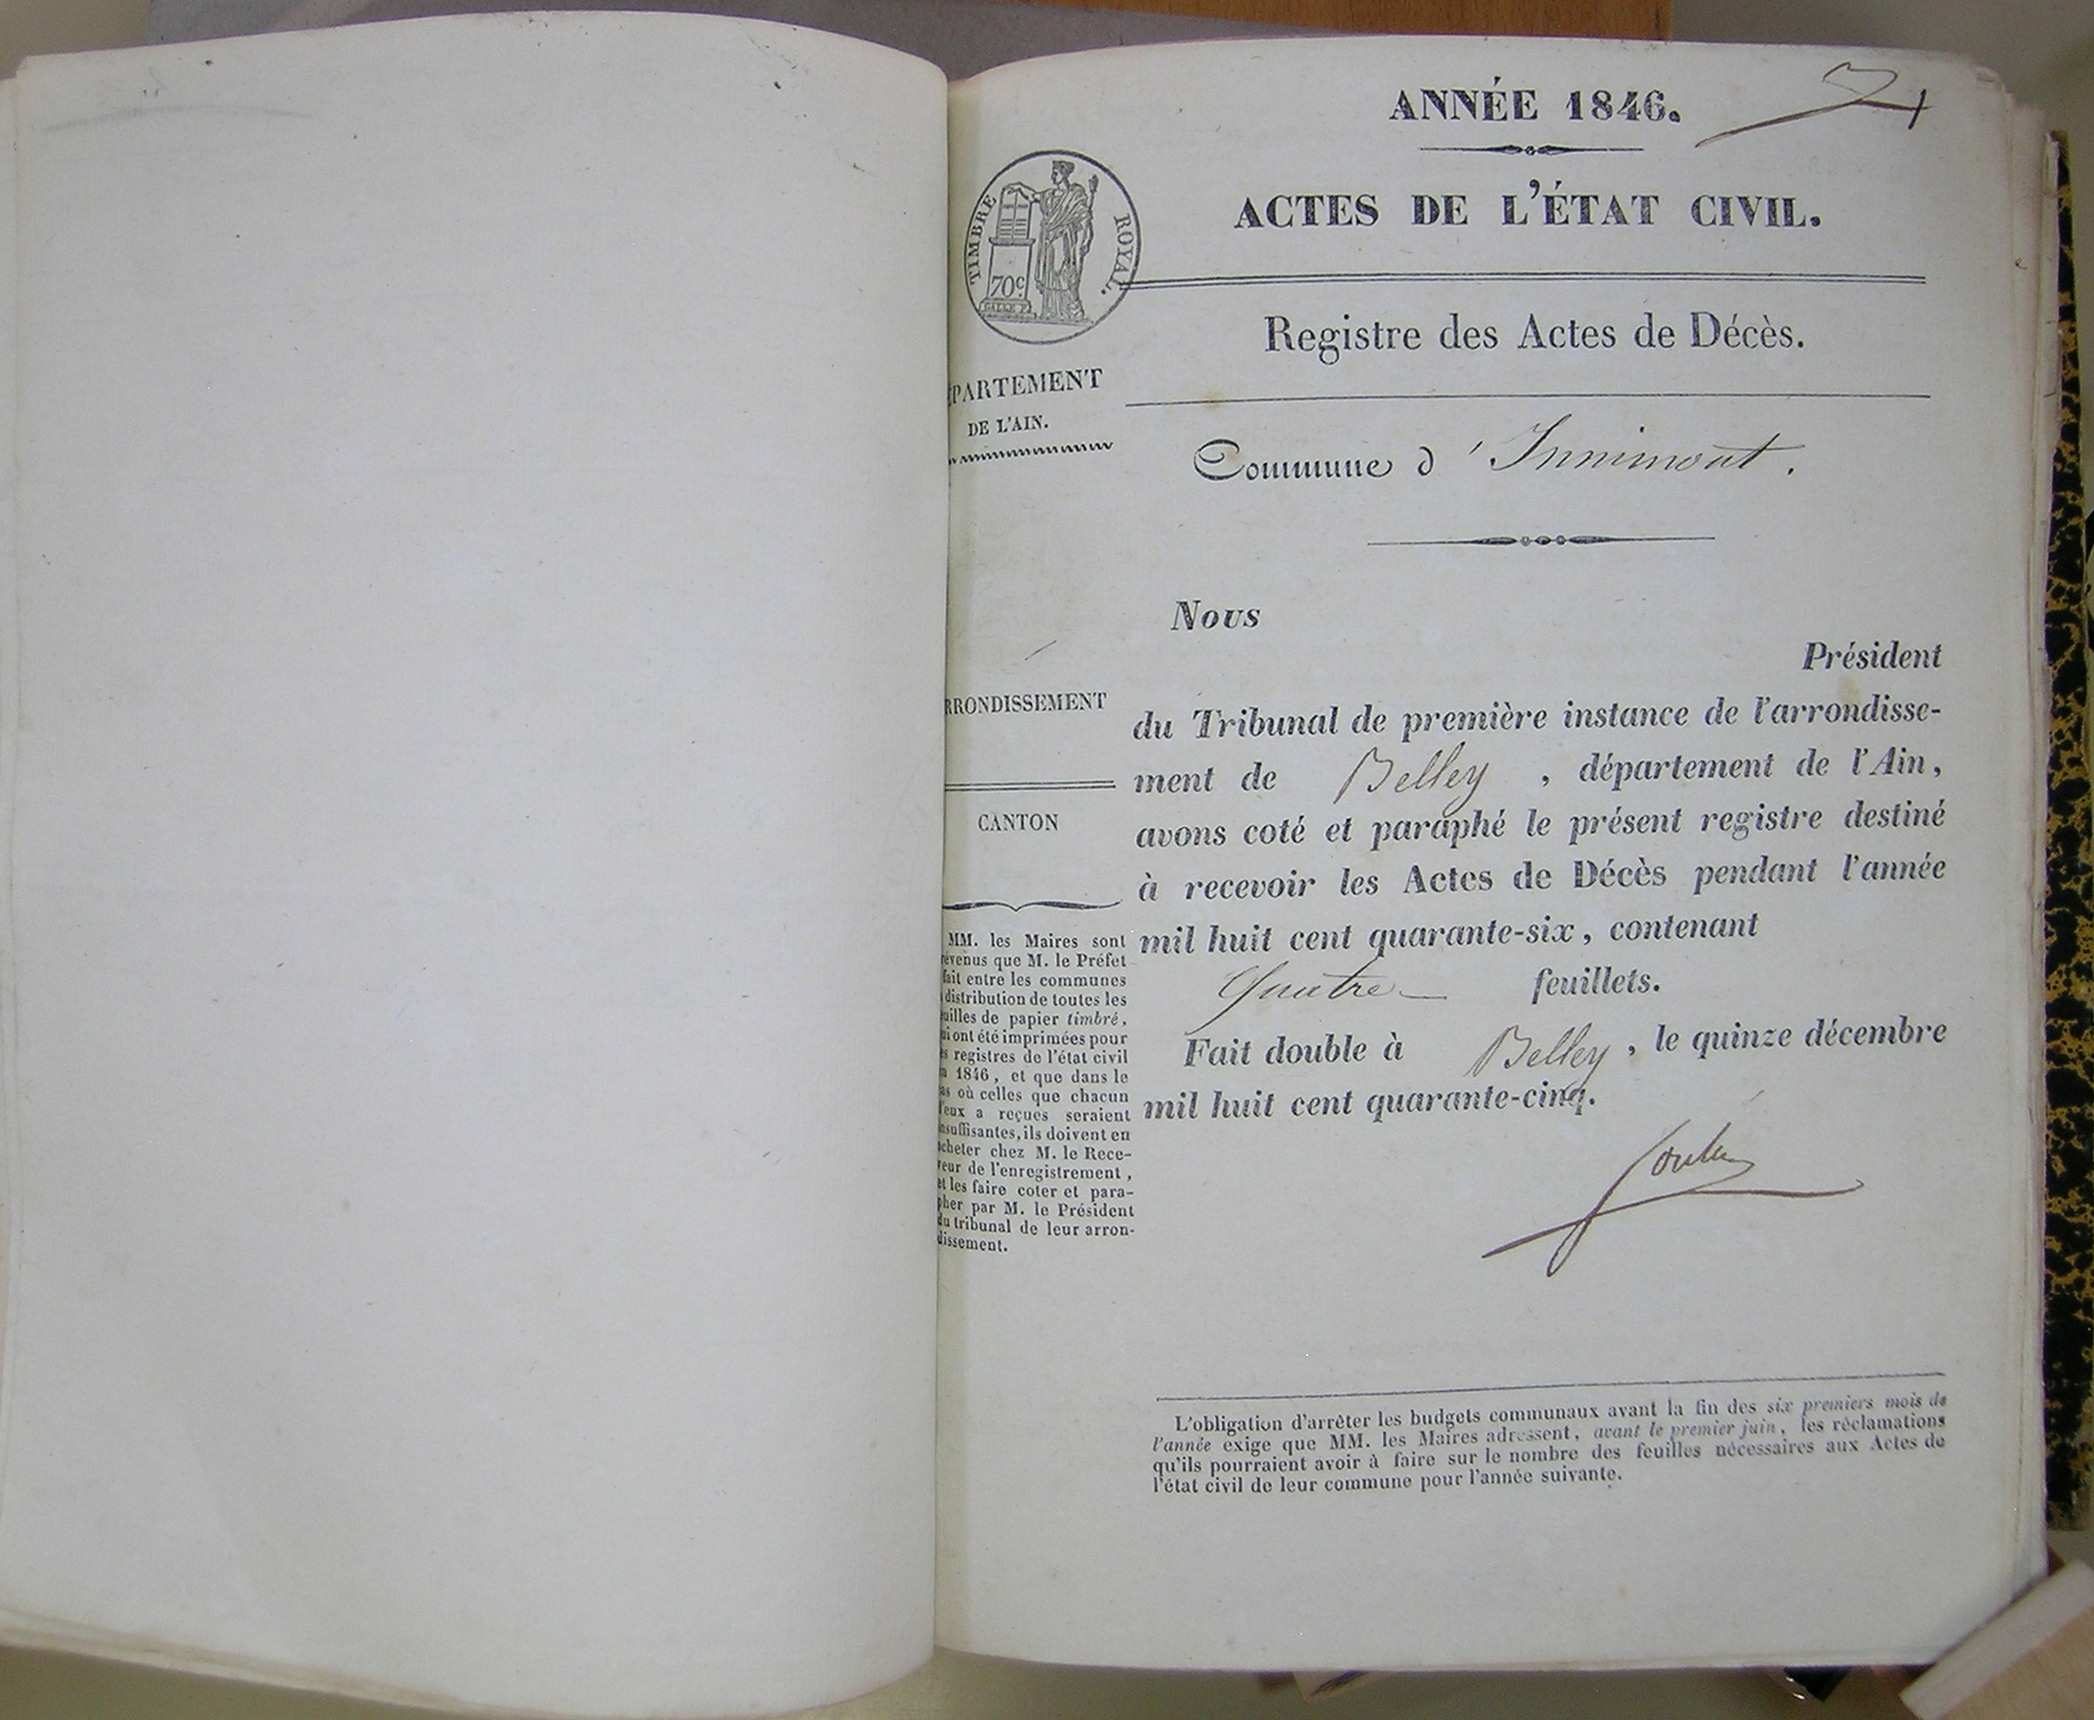 ANNÉE 1846.
1
ACTES DE L'ÉTAT CIVIL.
TIMBRE ROYAL.
70c
Registre des Actes de Décès.
ÉPARTEMENT
DE L'AIN.
Commune d'Innimont.
Nous
Président
RRONDISSEMENT
du Tribunal de première instance de l'arrondisse-
ment de Belley, département de l'Ain,
CANTON
avons coté et paraphé le présent registre destiné
à recevoir les Actes de Décès pendant l'année
mil huit cent quarante-six, contenant
Quatre feuillets.
Fait double à Belley, le quinze décembre
mil huit cent quarante-cinq.
MM. les Maires sont
révenus que M. le Préfet
fait entre les communes
distribution de toutes les
uilles de papier timbré,
ui ont été imprimées pour
es registres de l'état civil
n 1846, et que dans le
as où celles que chacun
d'eux a reçues seraient
nsuffisantes, ils doivent en
acheter chez M. le Rece-
veur de l'enregistrement,
et les faire coter et para-
pher par M. le Président
du tribunal de leur arron-
dissement.
L'obligation d'arrêter les budgets communaux avant la fin des six premiers mois de
l'année exige que MM. les Maires adressent, avant le premier juin, les réclamations
qu'ils pourraient avoir à faire sur le nombre des feuilles nécessaires aux Actes de
l'état civil de leur commune pour l'année suivante.